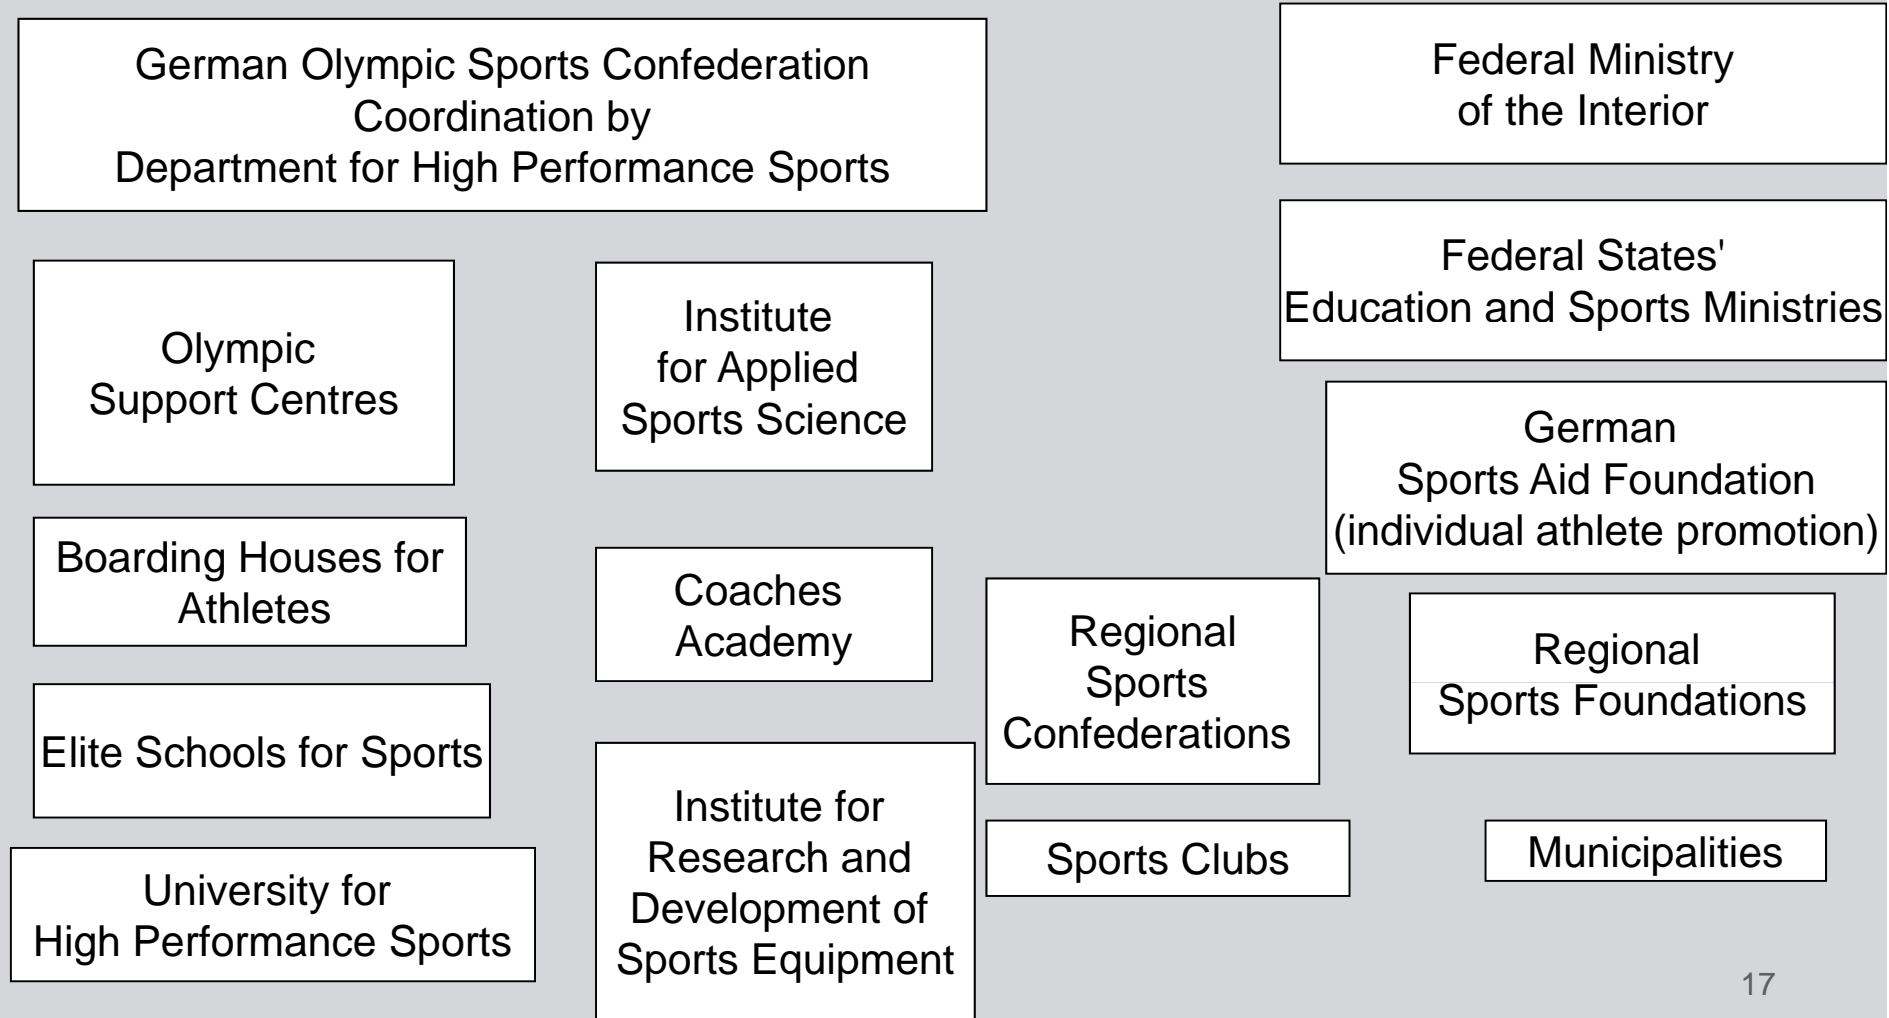 German Olympic Sports Confederation
Coordination by
Department for High Performance Sports
Federal Ministry
of the Interior
Federal States'
Education and Sports Ministries
Olympic
Support Centres
Institute
for Applied
Sports Science
German
Sports Aid Foundation
(individual athlete promotion)
Boarding Houses for
Athletes
Coaches
Academy
Regional
Sports
Confederations
Regional
Sports Foundations
Elite Schools for Sports
Institute for
Research and
Development of
Sports Equipment
Sports Clubs
Municipalities
University for
High Performance Sports
17